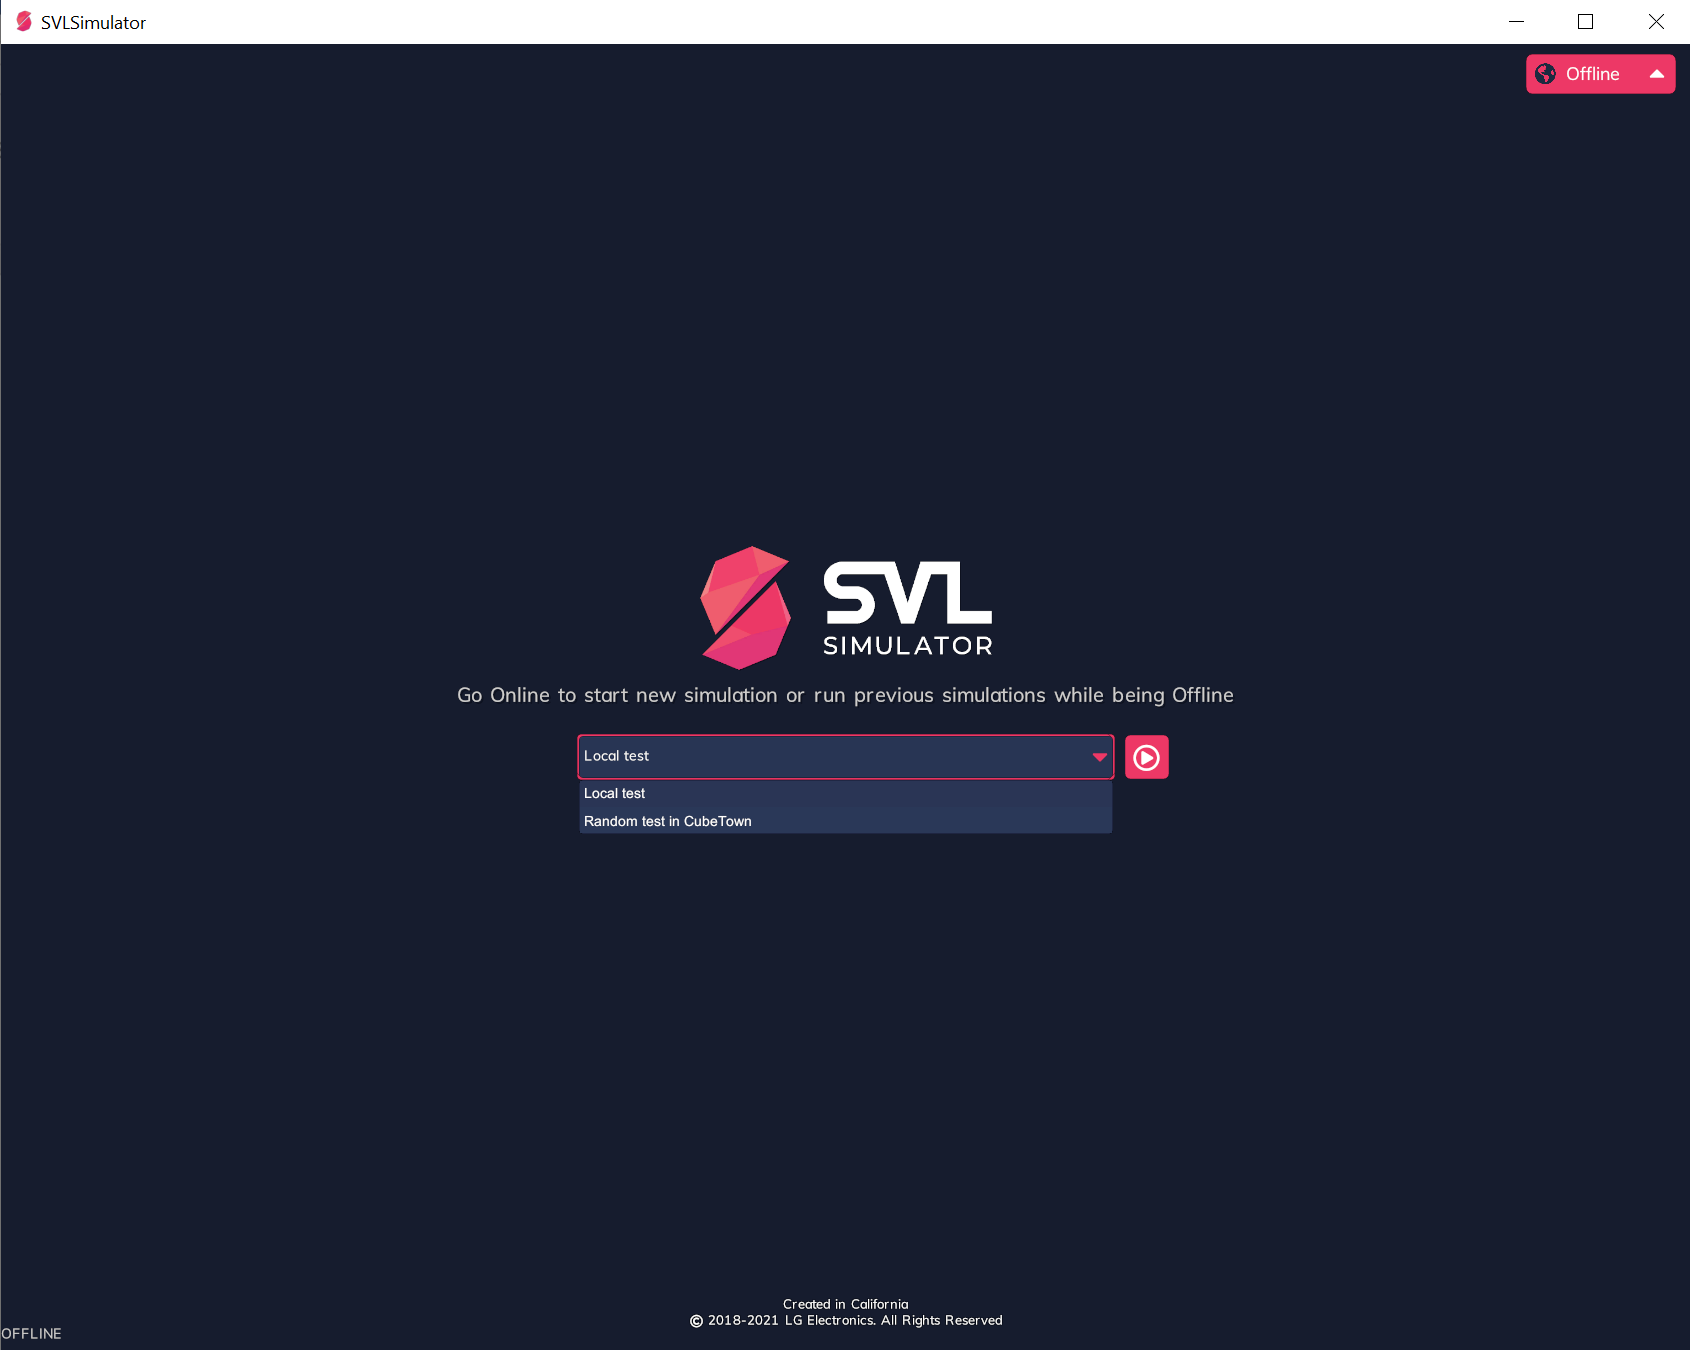 SVLSimulator
Offline
SVL
SIMULATOR
Go Online to start new simulation or run previous simulations while being Offline
Local test
Local test
Random test in CubeTown
Created in California
© 2018-2021 LG Electronics. All Rights Reserved
OFFLINE